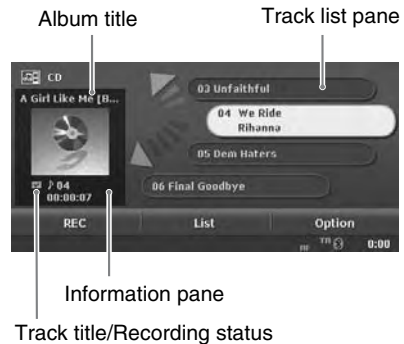 Album title
Track list pane
CD
A Girl Like Me [B...
03 Unfaithful
04 We Ride
Rihanna
05 Dem Haters
♪ 04
06 Final Goodbye
00:00:07
REC
List
Option
0:00
Information pane
Track title/Recording status